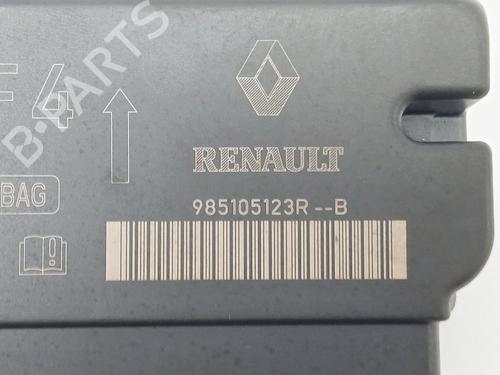 B-PARTS
F4
RENAULT
BAG
985105123R--B